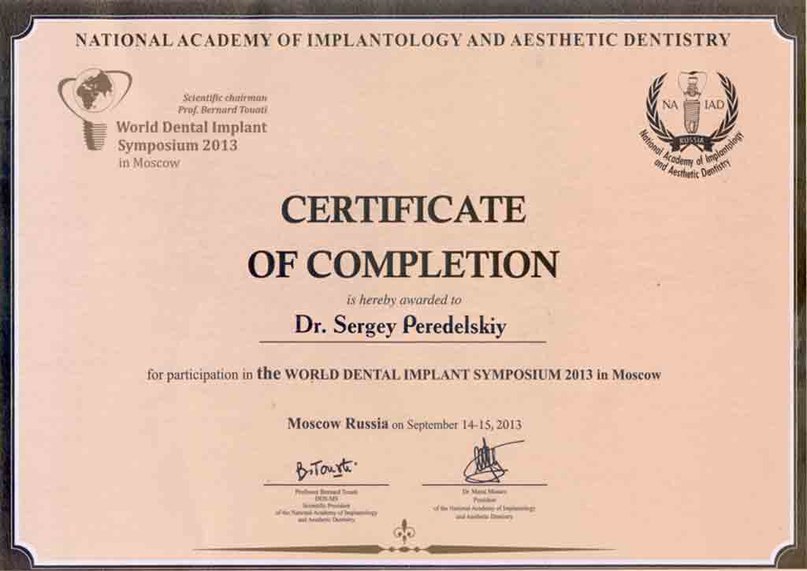 NATIONAL ACADEMY OF IMPLANTOLOGY AND AESTHETIC DENTISTRY
Scientific chairman
Prof. Bernard Touati
World Dental Implant
Symposium 2013
in Moscow
NA IAD
RUSSIA
National Academy of Implantology
and Aesthetic Dentistry
CERTIFICATE
OF COMPLETION
is hereby awarded to
Dr. Sergey Peredelskiy
for participation in the WORLD DENTAL IMPLANT SYMPOSIUM 2013 in Moscow
Moscow Russia on September 14-15, 2013
B. Touati
Professor Bernard Touati
DDS-MS
Scientific President
of the National Academy of Implantology
and Aesthetic Dentistry
Dr.
President
of the National Academy of Implantology
and Aesthetic Dentistry